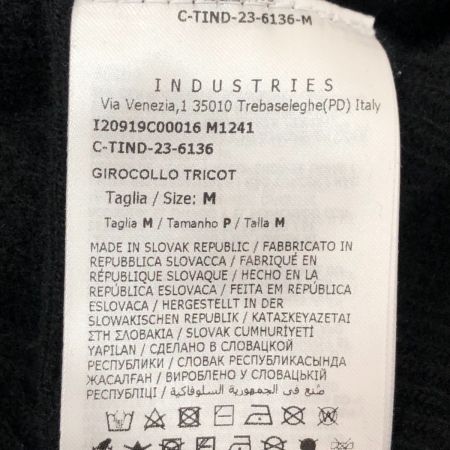 C-TIND-23-6136-M
INDUSTRIES
Via Venezia,1 35010 Trebaseleghe(PD) Italy
I20919C00016 M1241
C-TIND-23-6136
GIROCOLLO TRICOT
Taglia / Size: M
Taglia M / Tamanho P / Talla M
MADE IN SLOVAK REPUBLIC / FABBRICATO IN
REPUBBLICA SLOVACCA / FABRIQUÉ EN
RÉPUBLIQUE SLOVAQUE / HECHO EN LA
REPÚBLICA ESLOVACA / FEITA EM REPÚBLICA
ESLOVACA / HERGESTELLT IN DER
SLOWAKISCHEN REPUBLIK / ΚΑΤΑΣΚΕΥΑΖΕΤΑΙ
ΣΤΗ ΣΛΟΒΑΚΙΑ / SLOVAK CUMHURİYETİ
YAPILAN / СДЕЛАНО В СЛОВАЦКОЙ
РЕСПУБЛИКИ / СЛОВАК РЕСПУБЛИКАСЫНДА
ЖАСАЛҒАН / ВИРОБЛЕНО У СЛОВАЦЬКІЙ
РЕСПУБЛІЦІ / صُنع في الجمهورية السلوفاكية